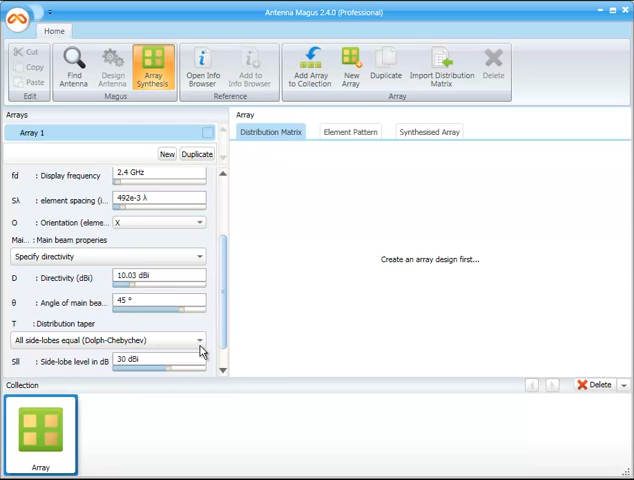 Antenna Magus 2.4.0 (Professional)
Home
Cut
Copy
Paste
Edit
Find Antenna
Design Antenna
Array Synthesis
Magus
Open Info Browser
Add to Info Browser
Reference
Add Array to Collection
New Array
Duplicate
Import Distribution Matrix
Delete
Array
Arrays
Array 1
New
Duplicate
fd : Display frequency 2.4 GHz
Sλ : element spacing (i... 492e-3 λ
O : Orientation (eleme... X
Mai... : Main beam properies
Specify directivity
D : Directivity (dBi) 10.03 dBi
θ : Angle of main bea... 45 °
T : Distribution taper
All side-lobes equal (Dolph-Chebychev)
Sll : Side-lobe level in dB 30 dBi
Array
Distribution Matrix
Element Pattern
Synthesised Array
Create an array design first...
Collection
Delete
Array